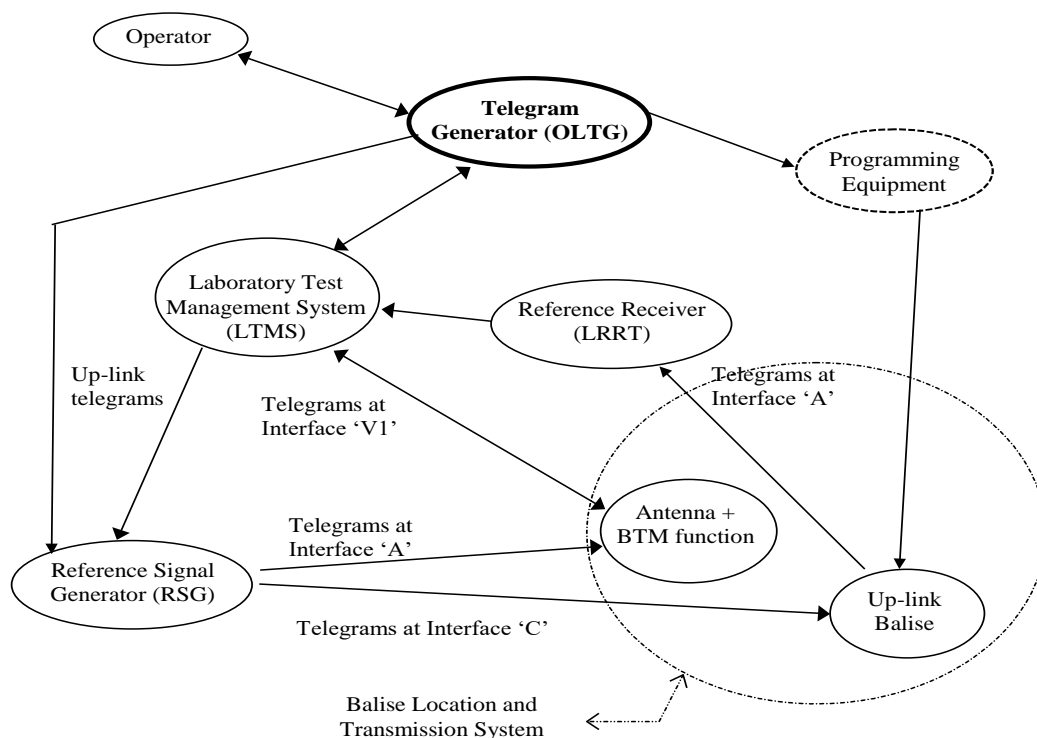 Operator
Telegram
Generator (OLTG)
Programming
Equipment
Laboratory Test
Management System
(LTMS)
Reference Receiver
(LRRT)
Up-link
telegrams
Telegrams at
Interface ‘A’
Telegrams at
Interface ‘V1’
Antenna +
BTM function
Telegrams at
Interface ‘A’
Reference Signal
Generator (RSG)
Up-link
Balise
Telegrams at Interface ‘C’
Balise Location and
Transmission System